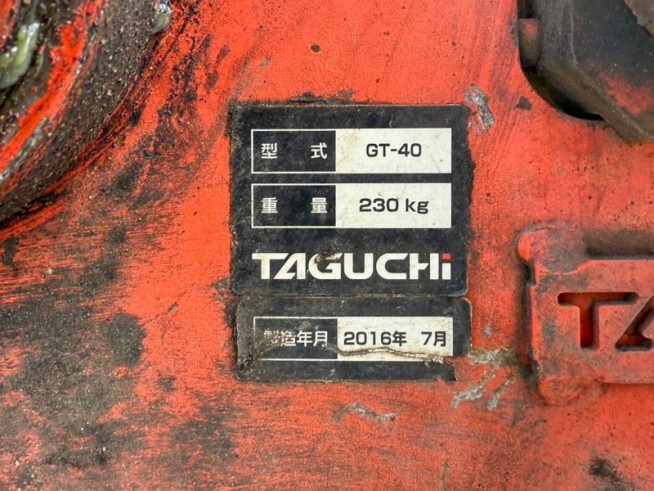 型 式 GT-40
重 量 230 kg
TAGUCHi
製造年月 2016年 7月
TA